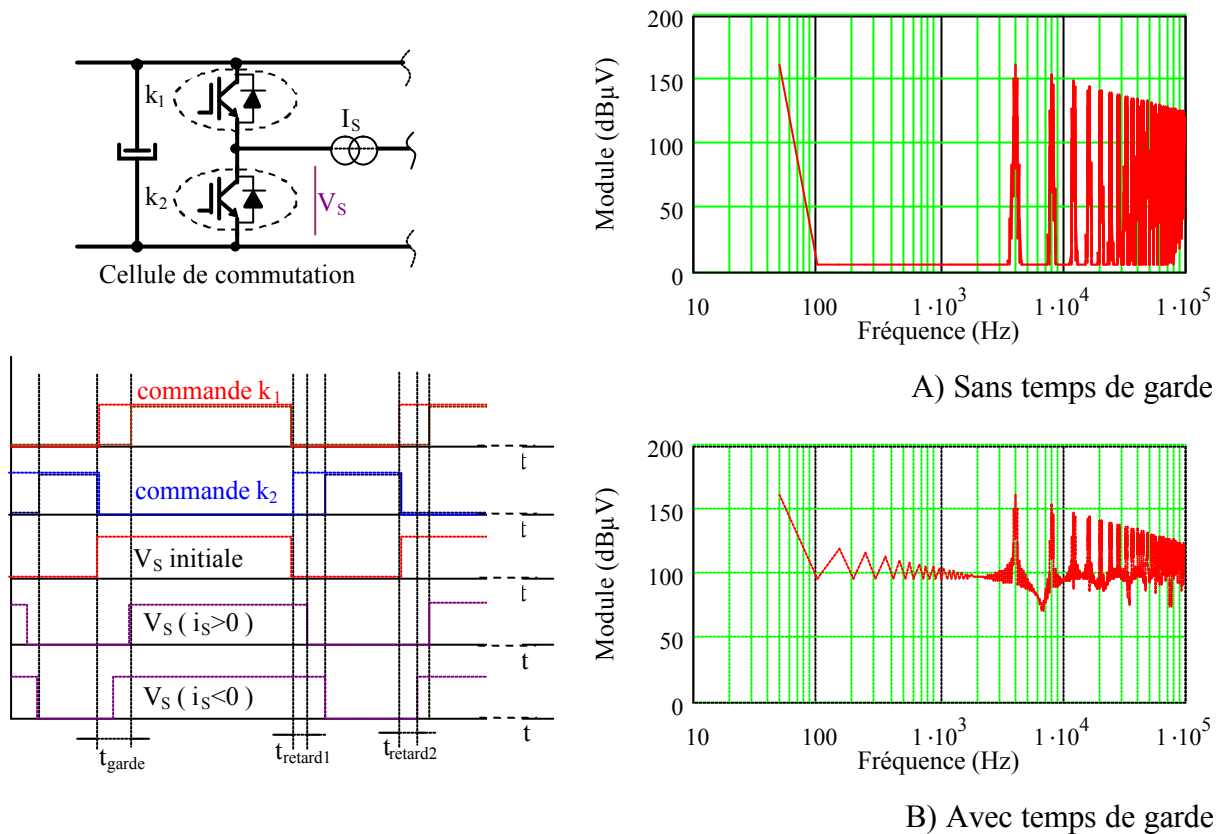 k1
k2
IS
VS
Cellule de commutation
commande k1
t
commande k2
t
VS initiale
t
VS ( iS>0)
t
VS ( iS<0)
t
tgarde
tretard1
tretard2
Module (dBµV)
200
150
100
50
0
10
100
1·10³
1·10⁴
1·10⁵
Fréquence (Hz)
A) Sans temps de garde
Module (dBµV)
200
150
100
50
0
10
100
1·10³
1·10⁴
1·10⁵
Fréquence (Hz)
B) Avec temps de garde